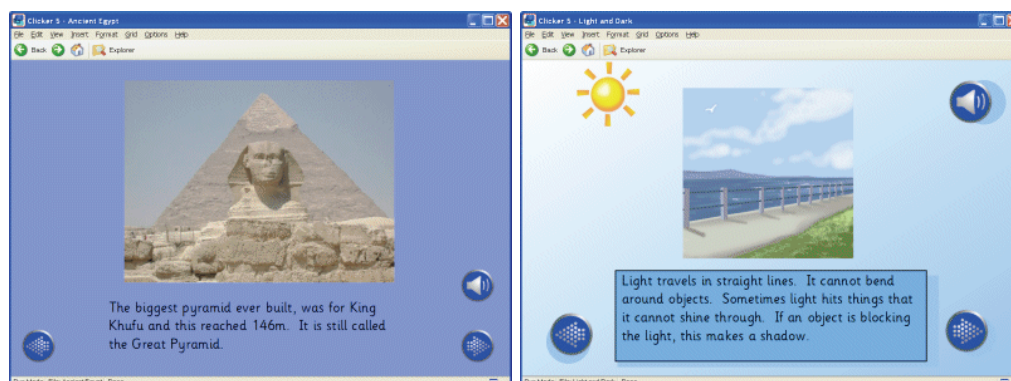 Clicker 5 - Ancient Egypt
File Edit View Insert Format Grid Options Help
Back Explorer
The biggest pyramid ever built, was for King
Khufu and this reached 146m. It is still called
the Great Pyramid.
Clicker 5 - Light and Dark
File Edit View Insert Format Grid Options Help
Back Explorer
Light travels in straight lines. It cannot bend
around objects. Sometimes light hits things that
it cannot shine through. If an object is blocking
the light, this makes a shadow.